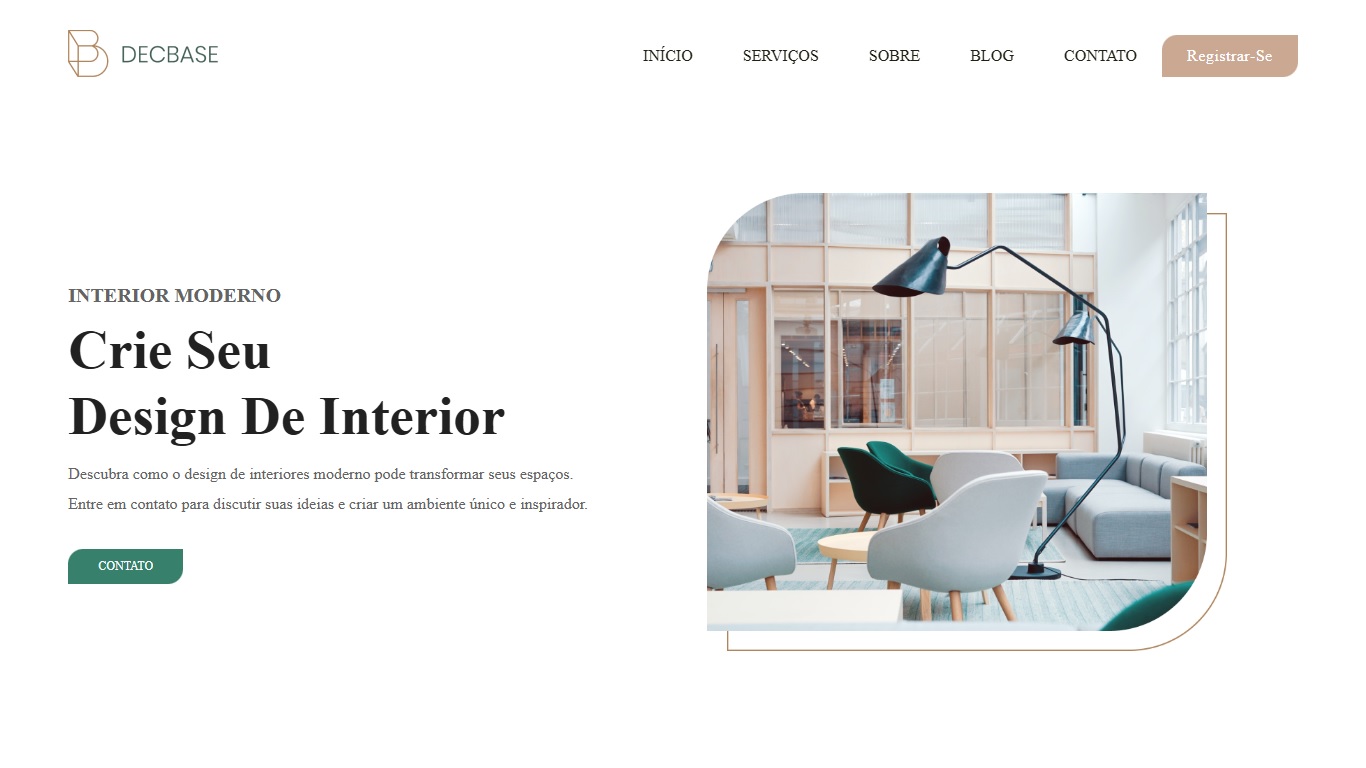 DECBASE
INÍCIO SERVIÇOS SOBRE BLOG CONTATO Registrar-Se
INTERIOR MODERNO
Crie Seu
Design De Interior
Descubra como o design de interiores moderno pode transformar seus espaços.
Entre em contato para discutir suas ideias e criar um ambiente único e inspirador.
CONTATO